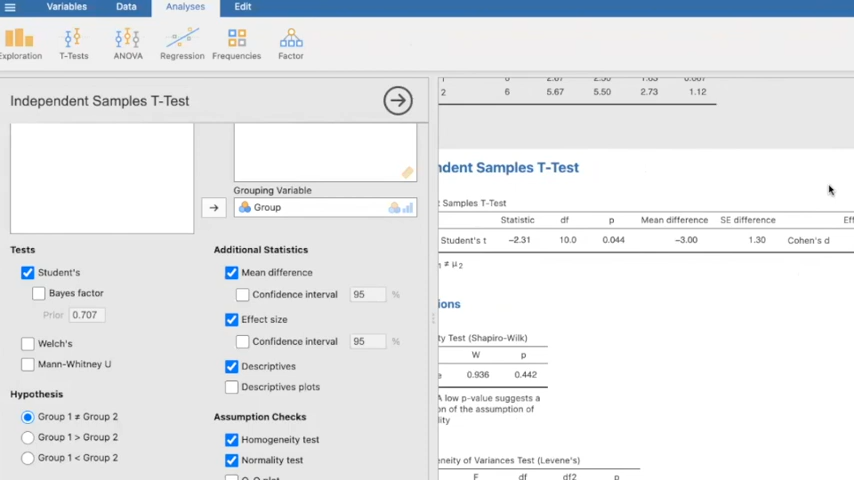 Variables Data Analyses Edit
Exploration T-Tests ANOVA Regression Frequencies Factor
Independent Samples T-Test
Grouping Variable
Group
Tests
Student's
Bayes factor
Prior 0.707
Welch's
Mann-Whitney U
Hypothesis
Group 1 ≠ Group 2
Group 1 > Group 2
Group 1 < Group 2
Additional Statistics
Mean difference
Confidence interval 95 %
Effect size
Confidence interval 95 %
Descriptives
Descriptives plots
Assumption Checks
Homogeneity test
Normality test
2 6 5.67 5.50 2.73 1.12
ndent Samples T-Test
t Samples T-Test
Statistic df p Mean difference SE difference Ef
Student's t −2.31 10.0 0.044 −3.00 1.30 Cohen's d
1 ≠ μ 2
ions
ty Test (Shapiro-Wilk)
W p
e 0.936 0.442
A low p-value suggests a
on of the assumption of
lity
eneity of Variances Test (Levene's)
F df df2 p